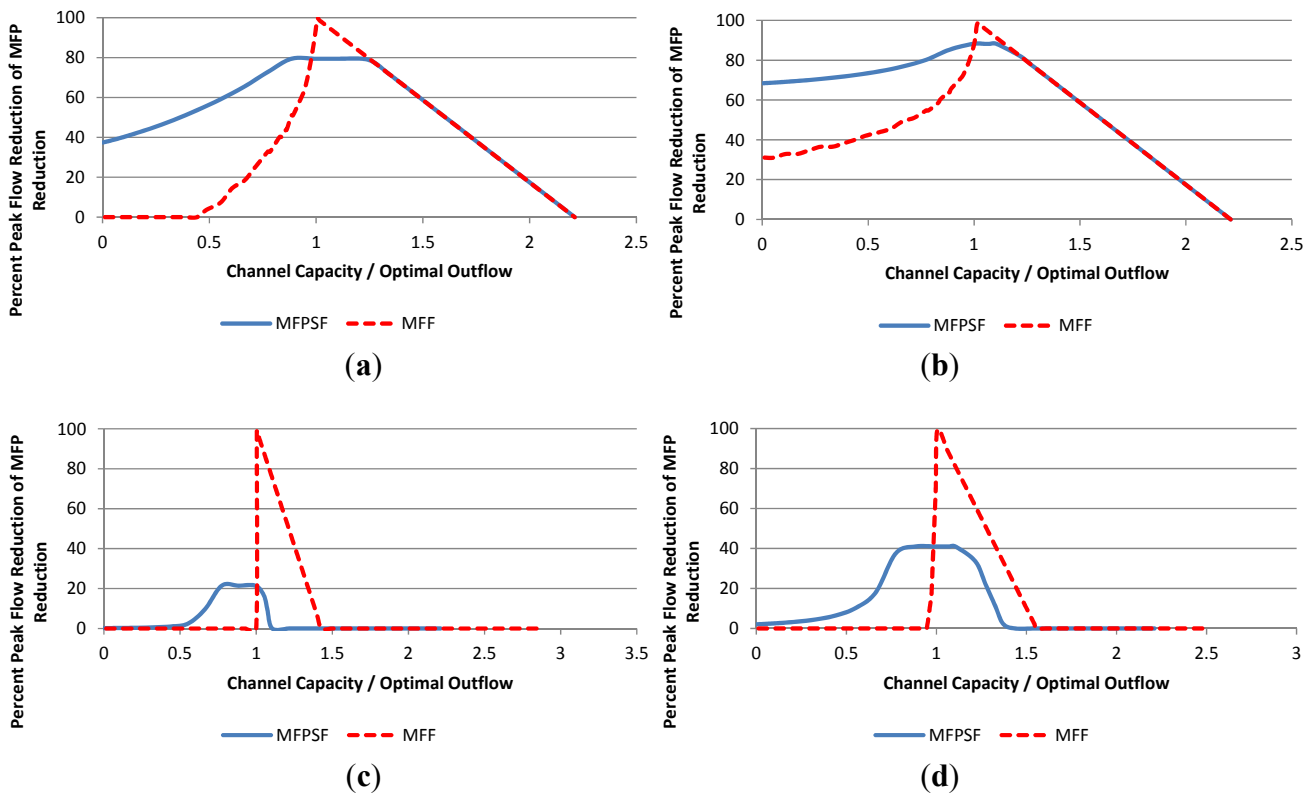 Percent Peak Flow Reduction of MFP
Reduction
100
80
60
40
20
0
0 0.5 1 1.5 2 2.5
Channel Capacity / Optimal Outflow
MFPSF MFF
(a)
Percent Peak Flow Reduction of MFP
Reduction
100
80
60
40
20
0
0 0.5 1 1.5 2 2.5
Channel Capacity / Optimal Outflow
MFPSF MFF
(b)
Percent Peak Flow Reduction of MFP
Reduction
100
80
60
40
20
0
0 0.5 1 1.5 2 2.5 3 3.5
Channel Capacity / Optimal Outflow
MFPSF MFF
(c)
Percent Peak Flow Reduction of MFP
Reduction
100
80
60
40
20
0
0 0.5 1 1.5 2 2.5 3
Channel Capacity / Optimal Outflow
MFPSF MFF
(d)